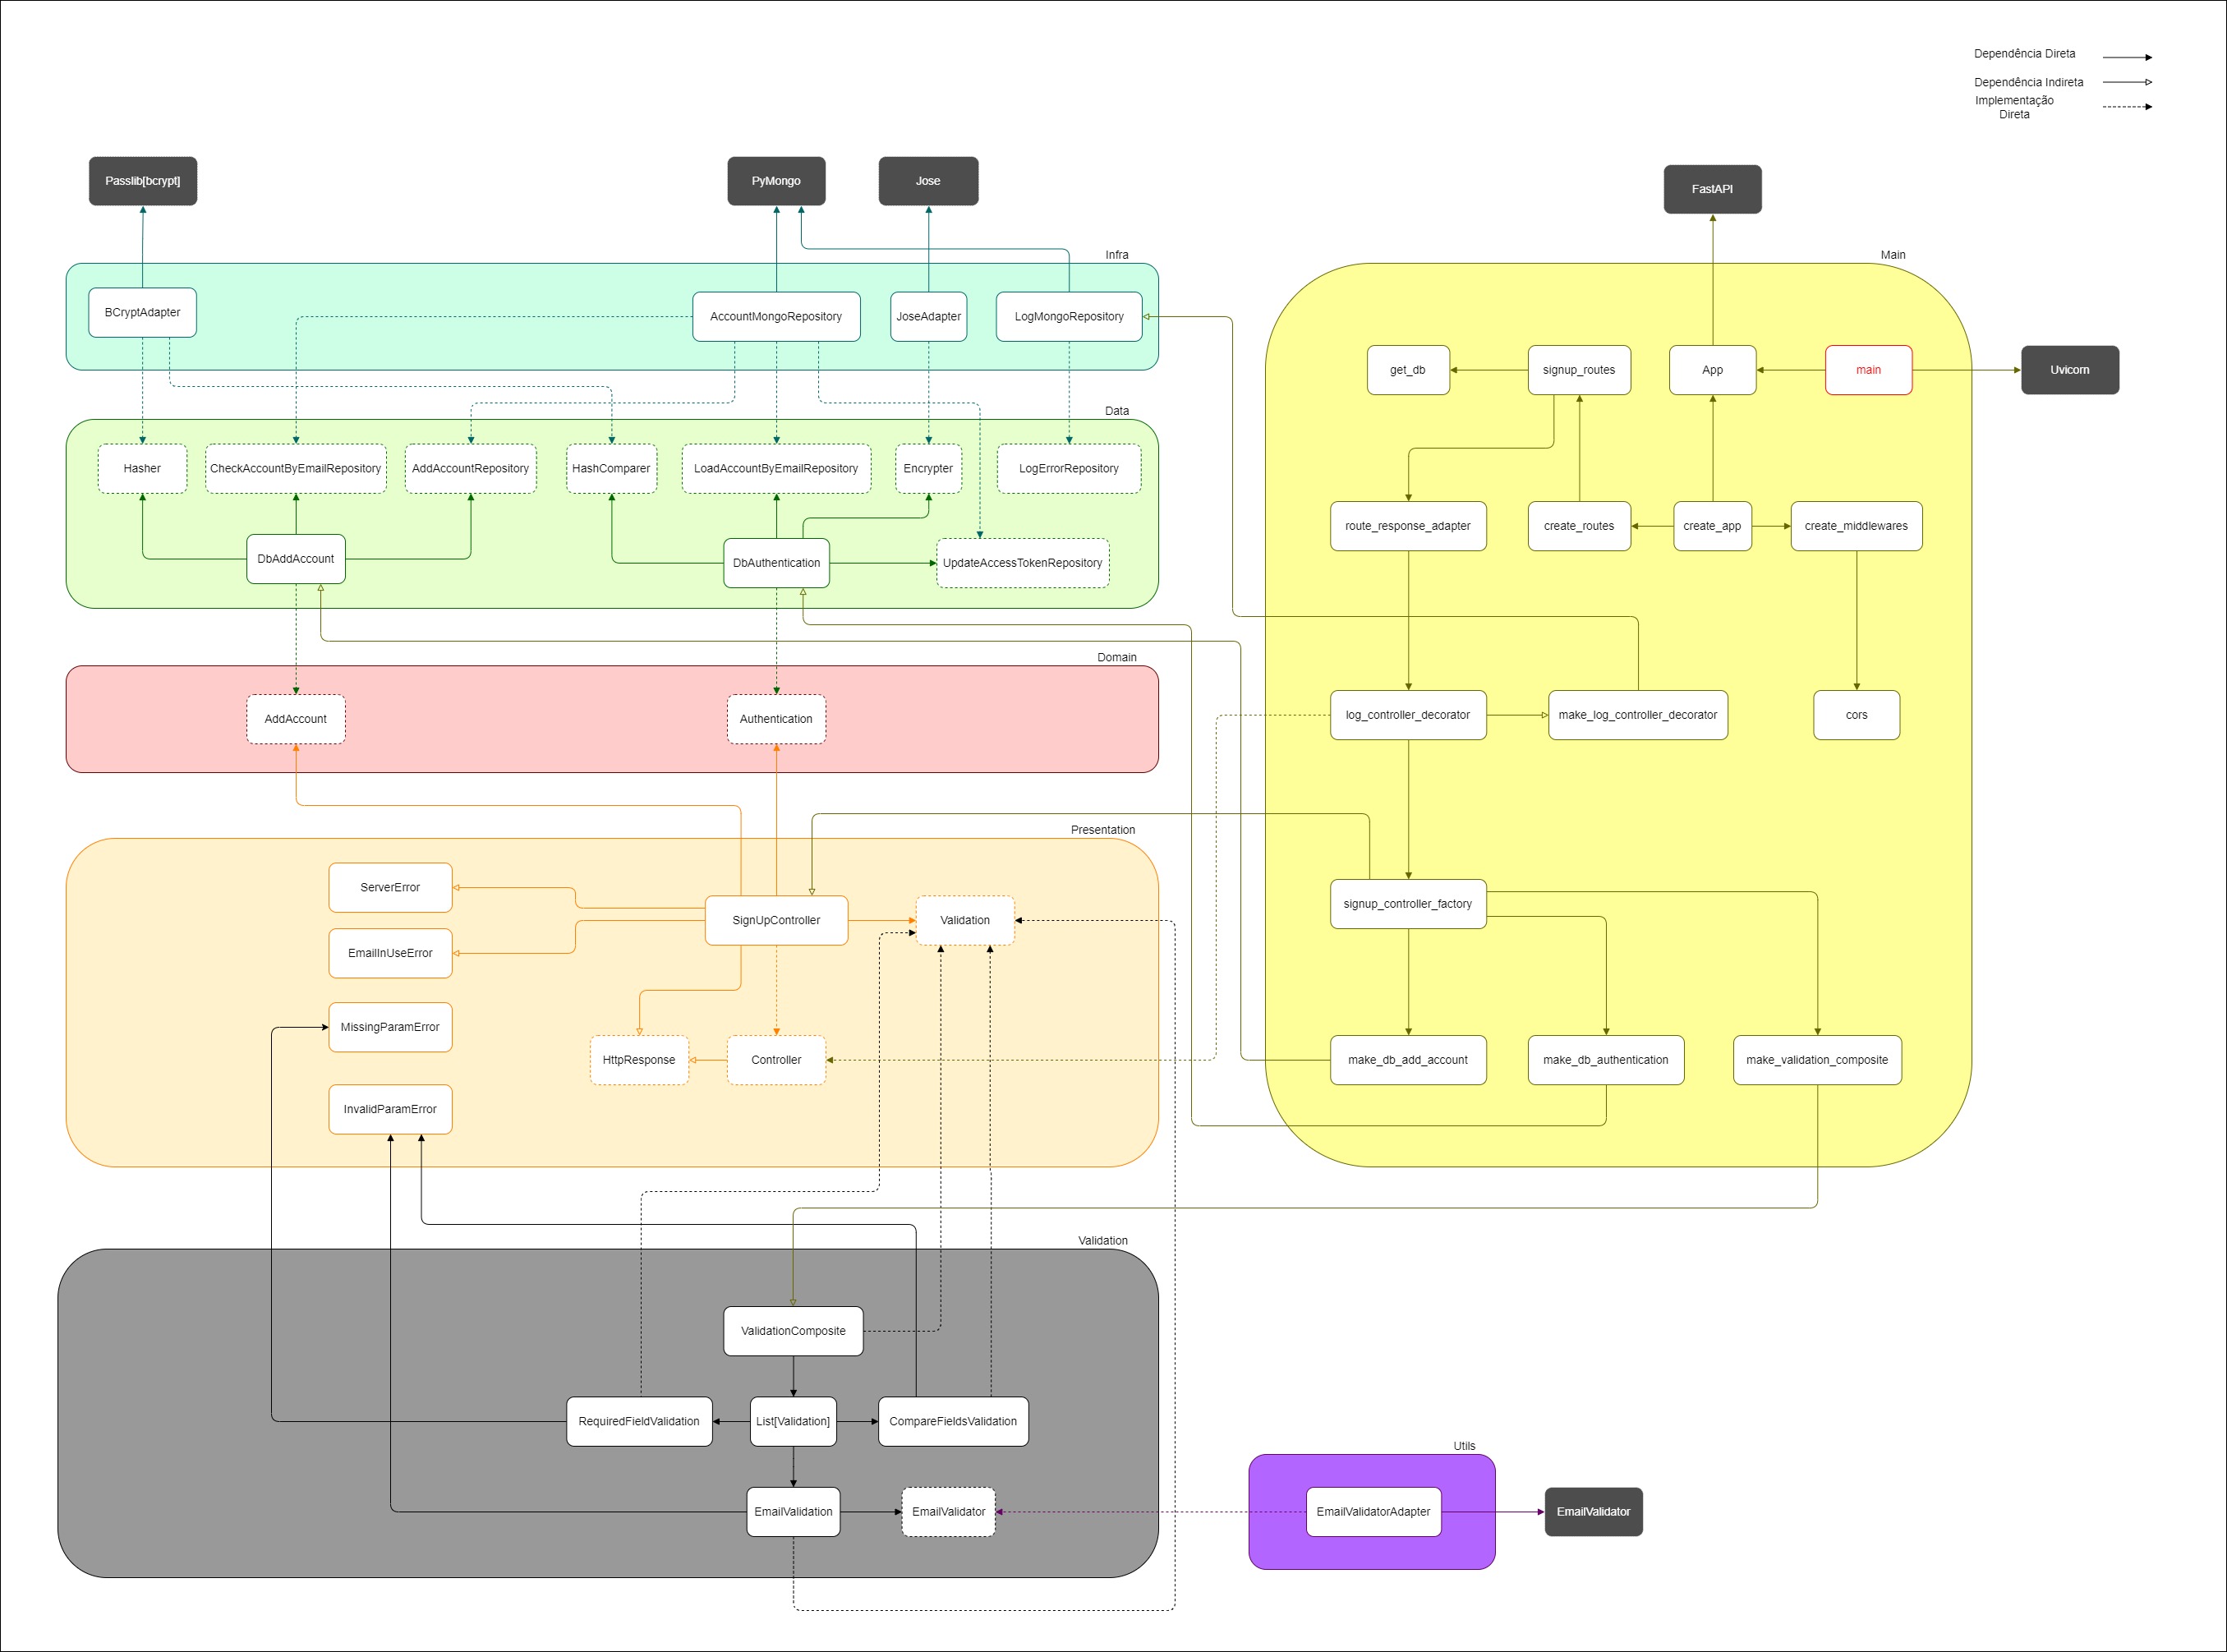 Dependência Direta
Dependência Indireta
Implementação
Direta
Passlib[bcrypt]
PyMongo
Jose
FastAPI
Infra
Main
BCryptAdapter
AccountMongoRepository
JoseAdapter
LogMongoRepository
get_db
signup_routes
App
main
Uvicorn
Data
Hasher
CheckAccountByEmailRepository
AddAccountRepository
HashComparer
LoadAccountByEmailRepository
Encrypter
LogErrorRepository
route_response_adapter
create_routes
create_app
create_middlewares
DbAddAccount
DbAuthentication
UpdateAccessTokenRepository
Domain
AddAccount
Authentication
log_controller_decorator
make_log_controller_decorator
cors
Presentation
ServerError
SignUpController
Validation
signup_controller_factory
EmailInUseError
MissingParamError
HttpResponse
Controller
make_db_add_account
make_db_authentication
make_validation_composite
InvalidParamError
Validation
ValidationComposite
RequiredFieldValidation
List[Validation]
CompareFieldsValidation
Utils
EmailValidation
EmailValidator
EmailValidatorAdapter
EmailValidator